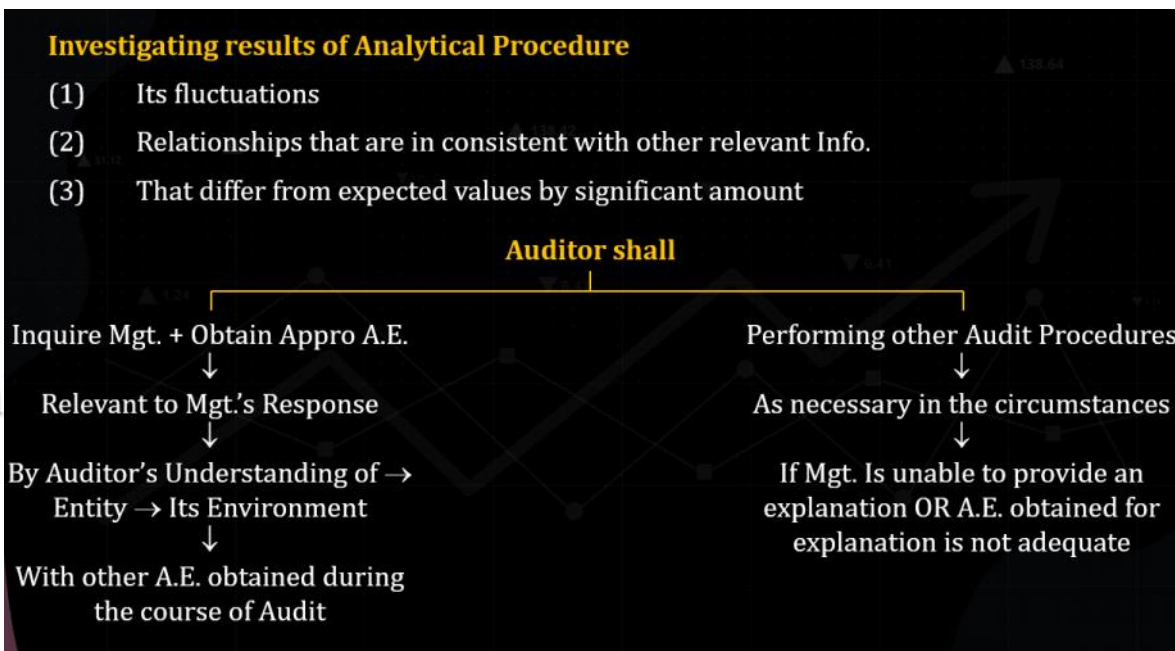 Investigating results of Analytical Procedure
(1) Its fluctuations
(2) Relationships that are in consistent with other relevant Info.
(3) That differ from expected values by significant amount
Auditor shall
Inquire Mgt. + Obtain Appro A.E.
↓
Relevant to Mgt.'s Response
↓
By Auditor's Understanding of →
Entity → Its Environment
↓
With other A.E. obtained during
the course of Audit
Performing other Audit Procedures
↓
As necessary in the circumstances
↓
If Mgt. Is unable to provide an
explanation OR A.E. obtained for
explanation is not adequate
138.64
1.24